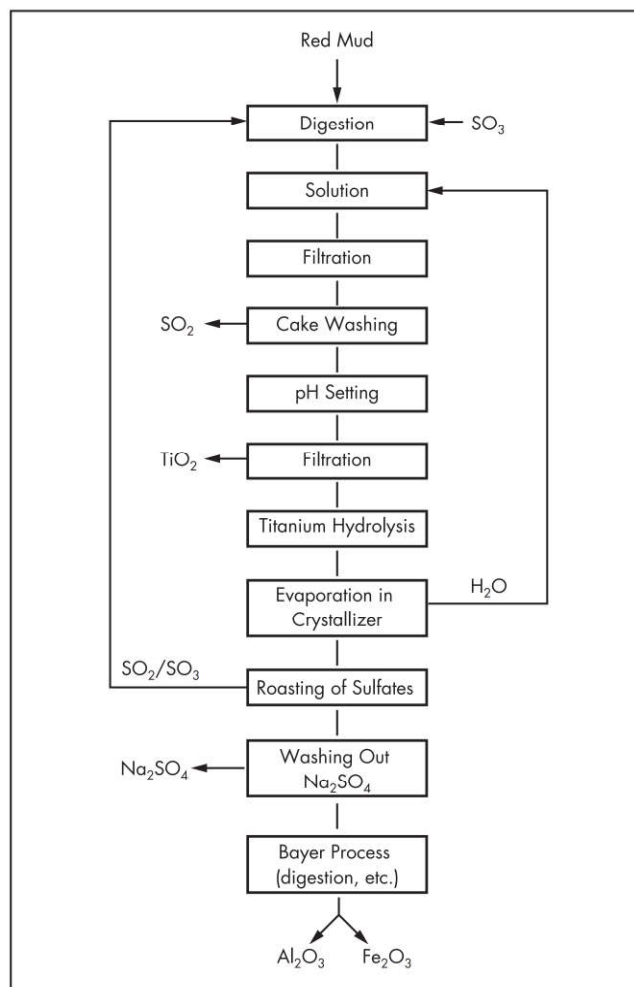 Red Mud
Digestion
SO₃
Solution
Filtration
SO₂
Cake Washing
pH Setting
TiO₂
Filtration
Titanium Hydrolysis
Evaporation in
Crystallizer
H₂O
SO₂/SO₃
Roasting of Sulfates
Na₂SO₄
Washing Out
Na₂SO₄
Bayer Process
(digestion, etc.)
Al₂O₃
Fe₂O₃